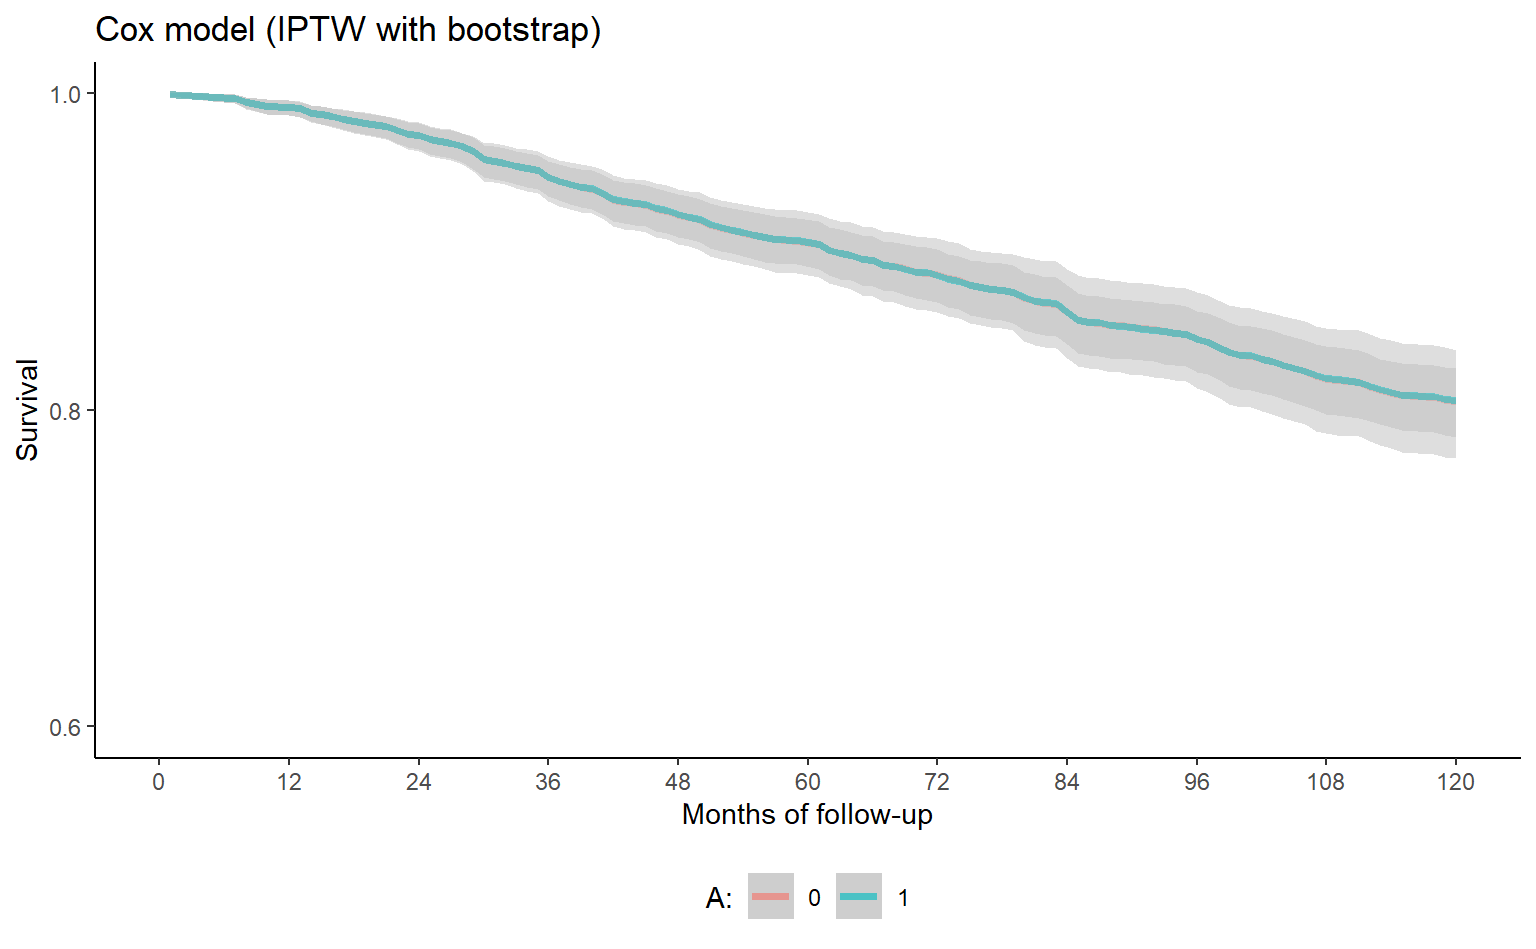 Cox model (IPTW with bootstrap)
Survival
1.0
0.8
0.6
0 12 24 36 48 60 72 84 96 108 120
Months of follow-up
A: 0 1